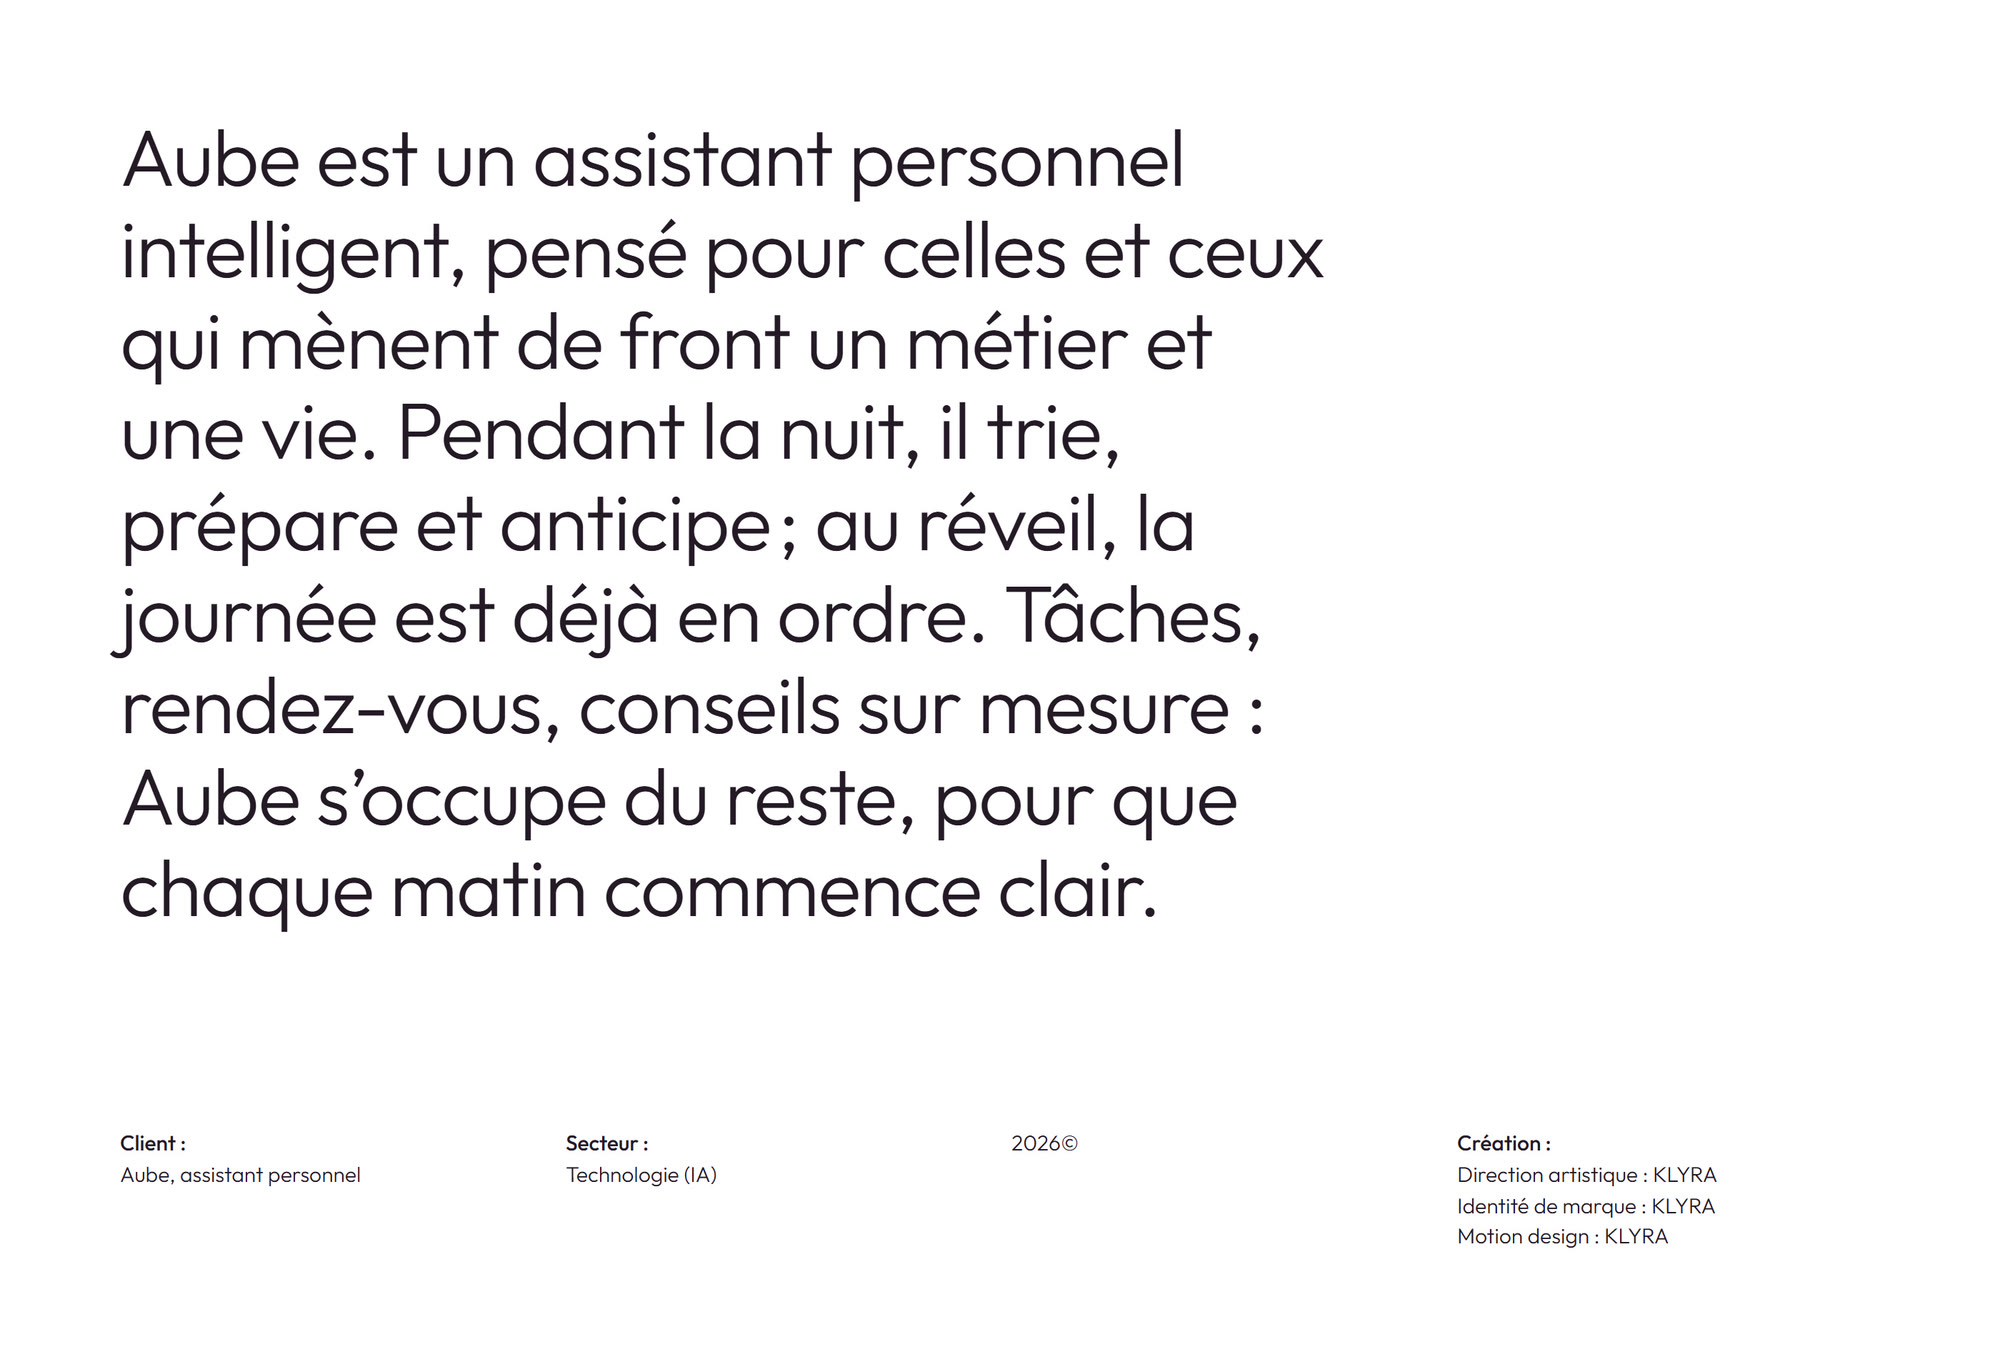 Aube est un assistant personnel
intelligent, pensé pour celles et ceux
qui mènent de front un métier et
une vie. Pendant la nuit, il trie,
prépare et anticipe ; au réveil, la
journée est déjà en ordre. Tâches,
rendez-vous, conseils sur mesure :
Aube s’occupe du reste, pour que
chaque matin commence clair.
Client :
Aube, assistant personnel
Secteur :
Technologie (IA)
2026©
Création :
Direction artistique : KLYRA
Identité de marque : KLYRA
Motion design : KLYRA